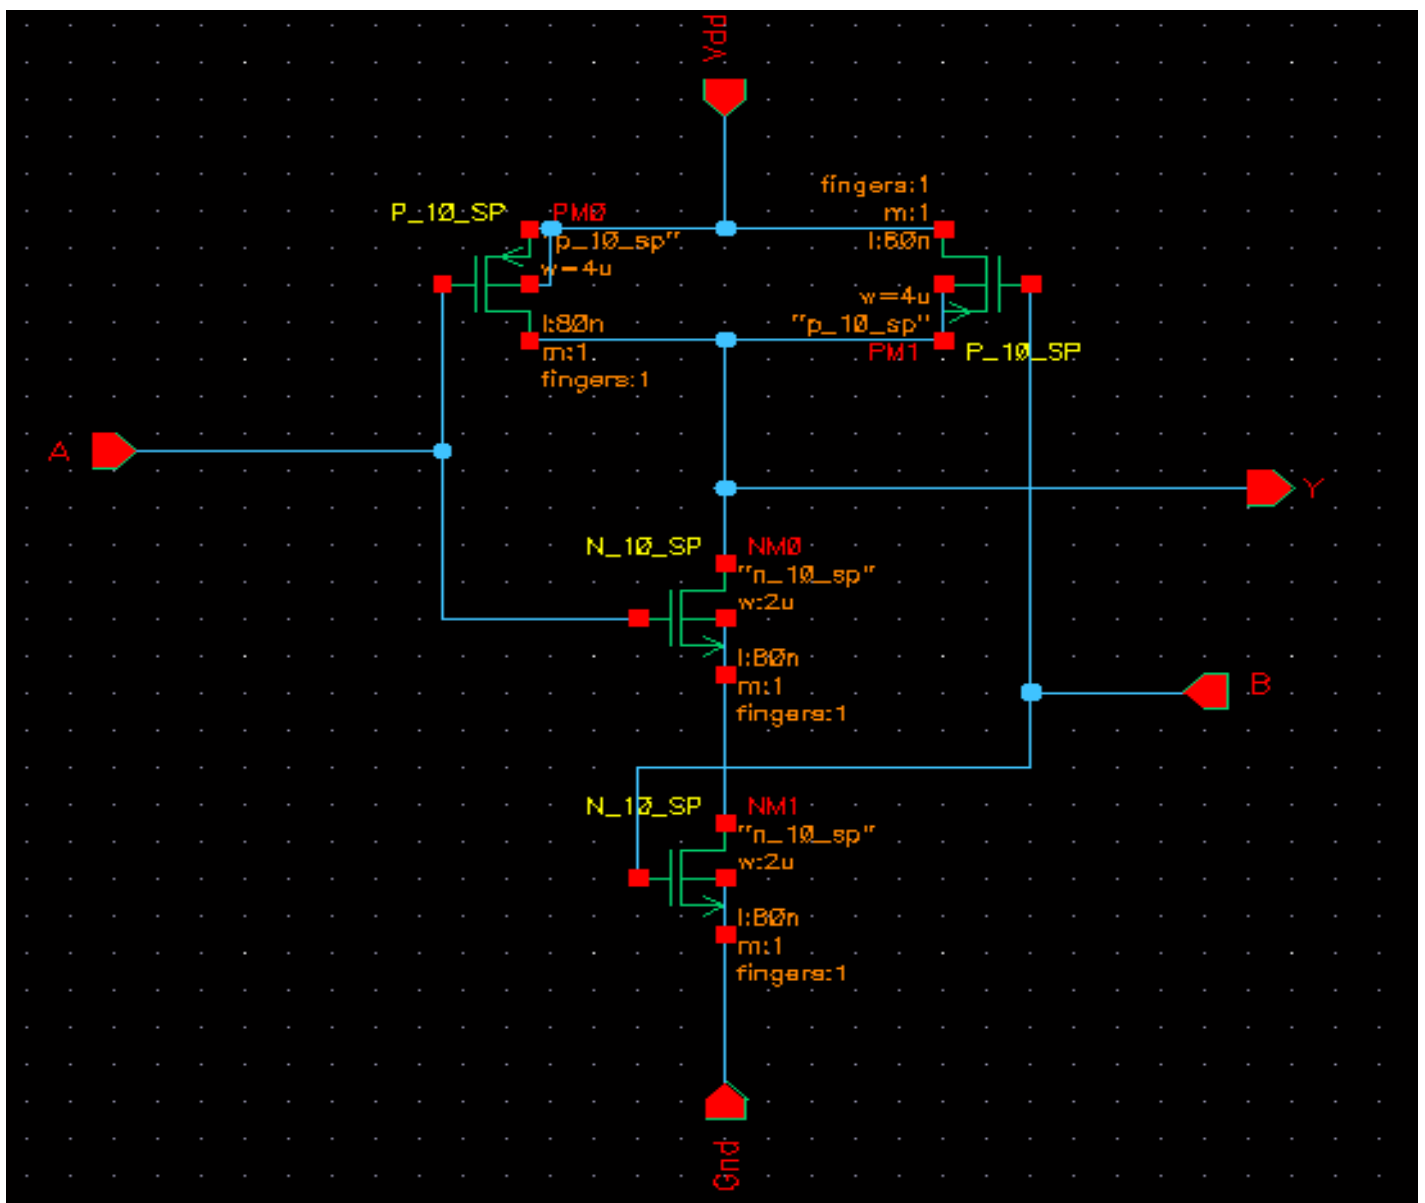 Vdd
P_10_SP
PM0
"p_10_sp"
w=4u
l:80n
m:1
fingers:1
fingers:1
m:1
l:80n
w=4u
"p_10_sp"
PM1
P_10_SP
A
Y
N_10_SP
NM0
"n_10_sp"
w:2u
l:80n
m:1
fingers:1
B
N_10_SP
NM1
"n_10_sp"
w:2u
l:80n
m:1
fingers:1
Gnd